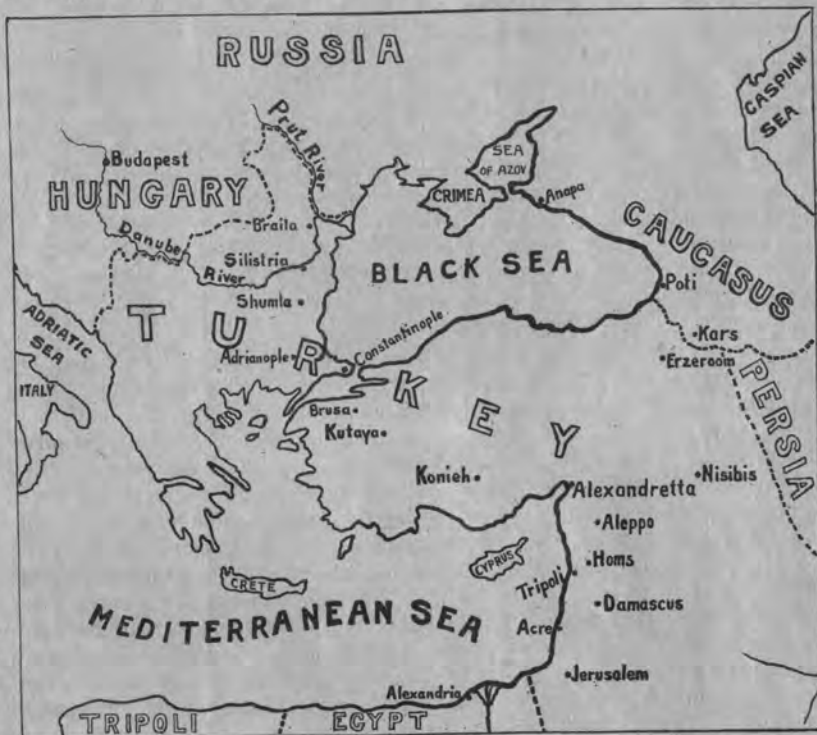 RUSSIA
CASPIAN SEA
Prut River
SEA OF AZOV
Budapest
HUNGARY
CRIMEA
Anapa
CAUCASUS
Braila
Danube River
Silistria
BLACK SEA
Poti
Shumla
TURKEY
ADRIATIC SEA
Constantinople
Kars
Adrianople
Erzeroom
ITALY
PERSIA
Brusa
Kutaya
Konieh
Alexandretta
Nisibis
Aleppo
CYPRUS
Homs
Tripoli
CRETE
Damascus
MEDITERRANEAN SEA
Acre
Jerusalem
Alexandria
TRIPOLI
EGYPT